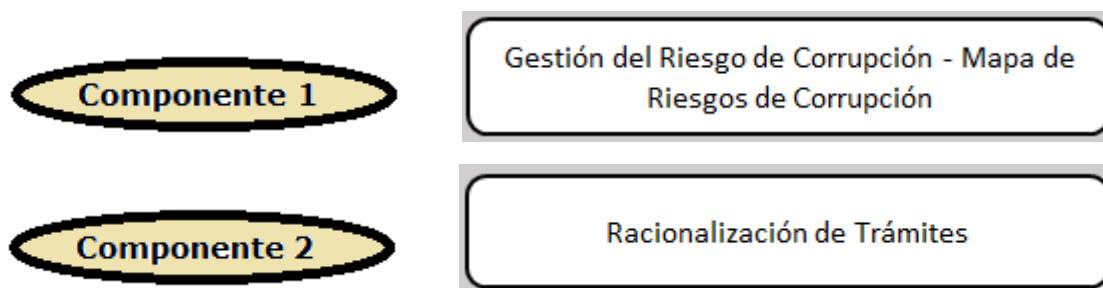 Componente 1
Gestión del Riesgo de Corrupción - Mapa de
Riesgos de Corrupción
Componente 2
Racionalización de Trámites